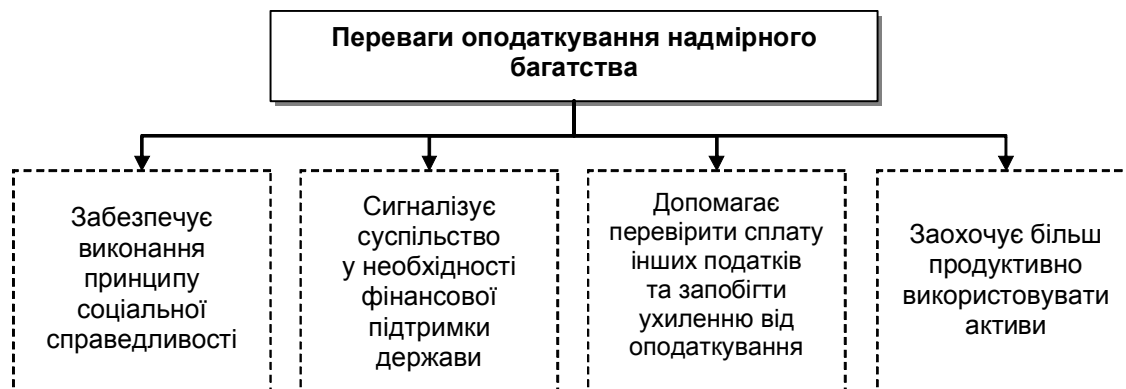 Переваги оподаткування надмірного
багатства
Забезпечує
виконання
принципу
соціальної
справедливості
Сигналізує
суспільство
у необхідності
фінансової
підтримки
держави
Допомагає
перевірити сплату
інших податків
та запобігти
ухиленню від
оподаткування
Заохочує більш
продуктивно
використовувати
активи